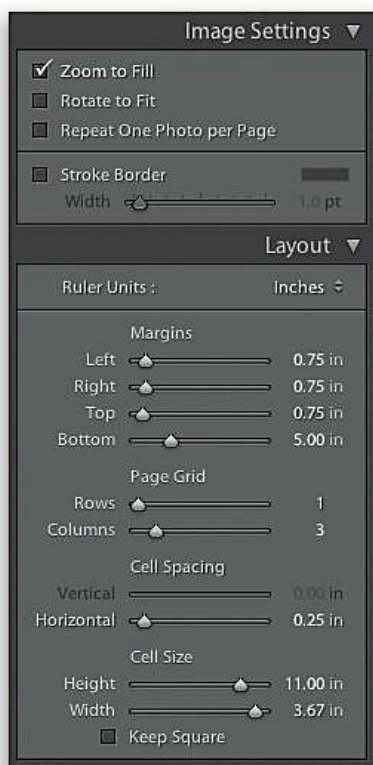 Image Settings
Zoom to Fill
Rotate to Fit
Repeat One Photo per Page
Stroke Border
Width 1.0 pt
Layout
Ruler Units : Inches
Margins
Left 0.75 in
Right 0.75 in
Top 0.75 in
Bottom 5.00 in
Page Grid
Rows 1
Columns 3
Cell Spacing
Vertical 0.00 in
Horizontal 0.25 in
Cell Size
Height 11.00 in
Width 3.67 in
Keep Square